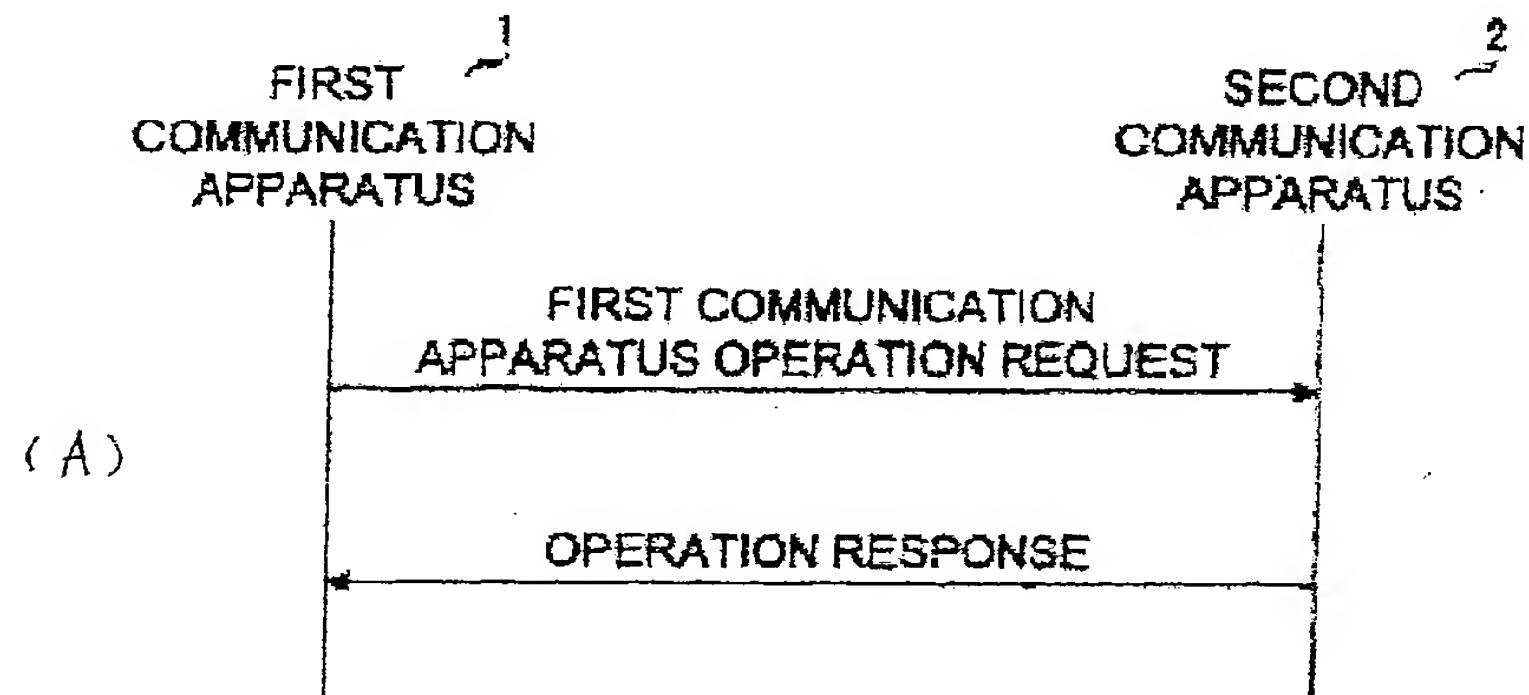 1
FIRST
COMMUNICATION
APPARATUS
2
SECOND
COMMUNICATION
APPARATUS
FIRST COMMUNICATION
APPARATUS OPERATION REQUEST
(A)
OPERATION RESPONSE